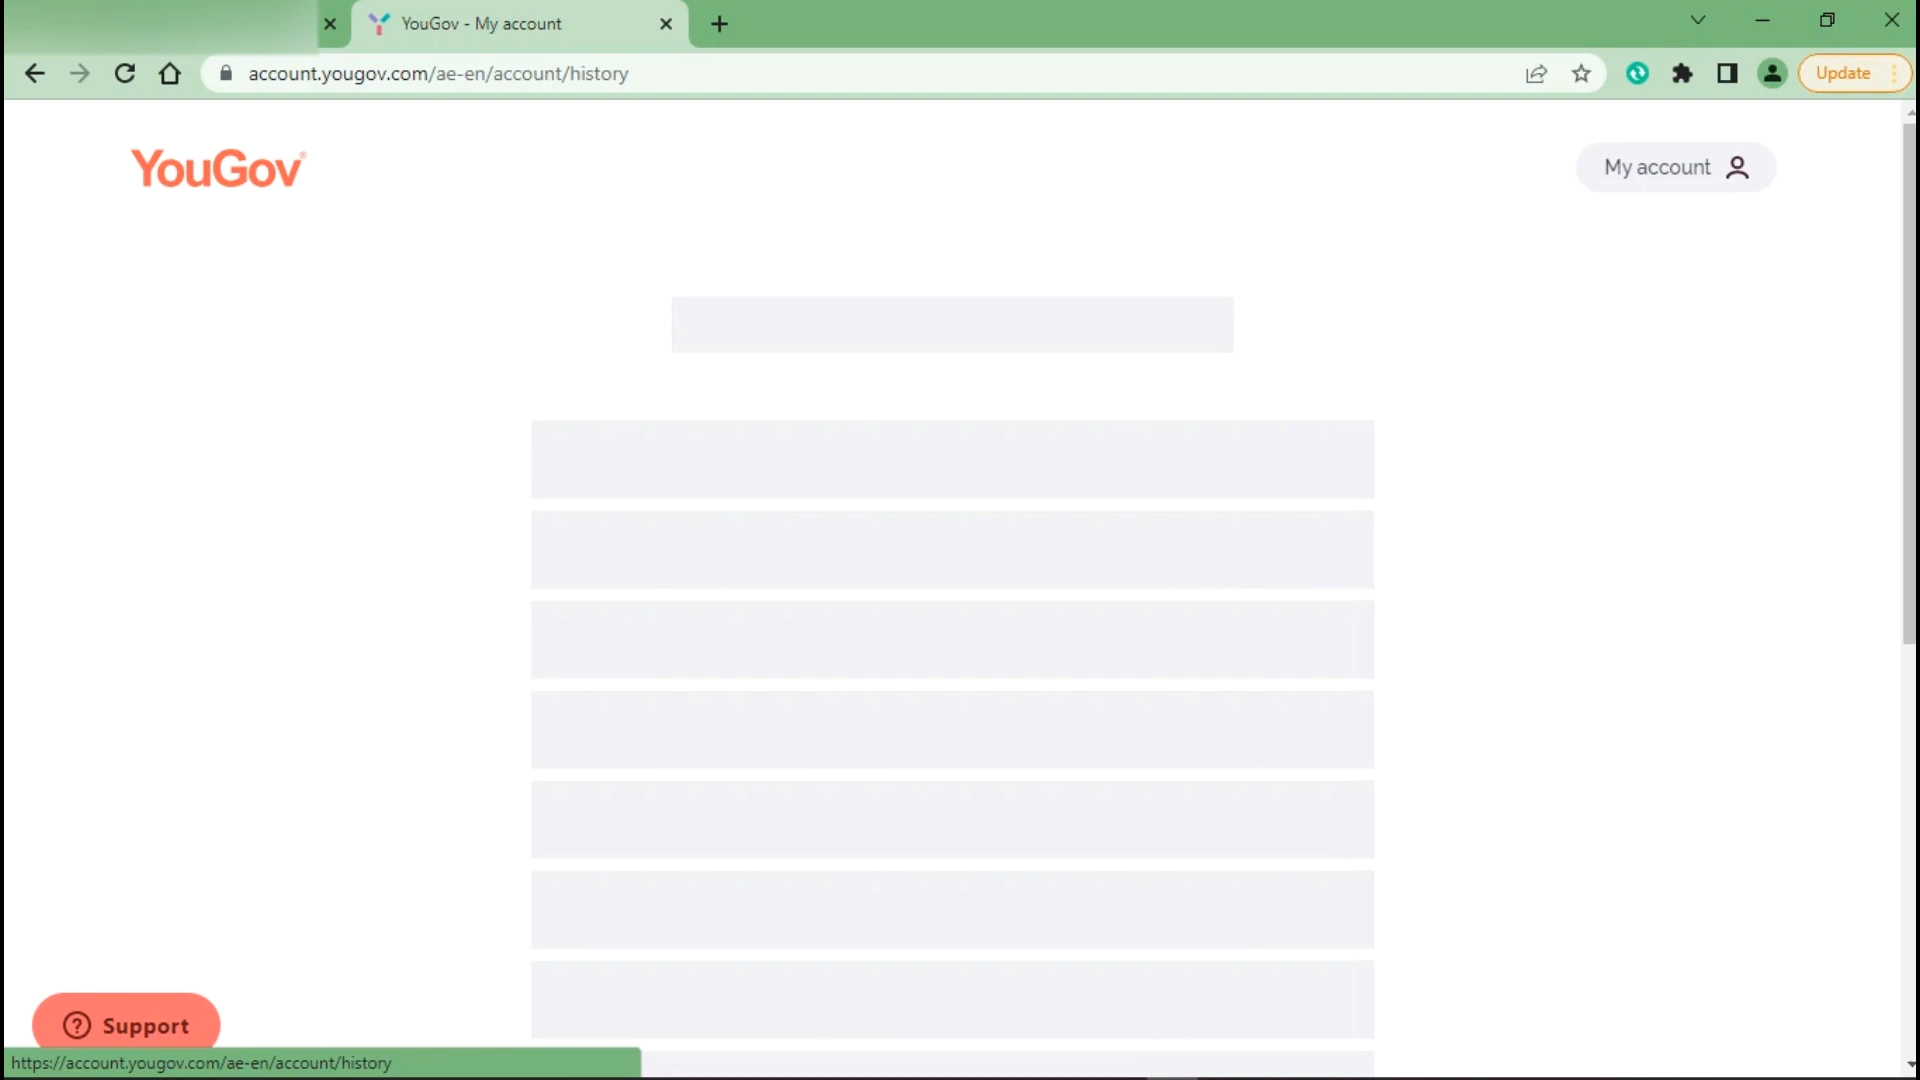 YouGov - My account
account.yougov.com/ae-en/account/history
Update
YouGov®
My account
Support
https://account.yougov.com/ae-en/account/history